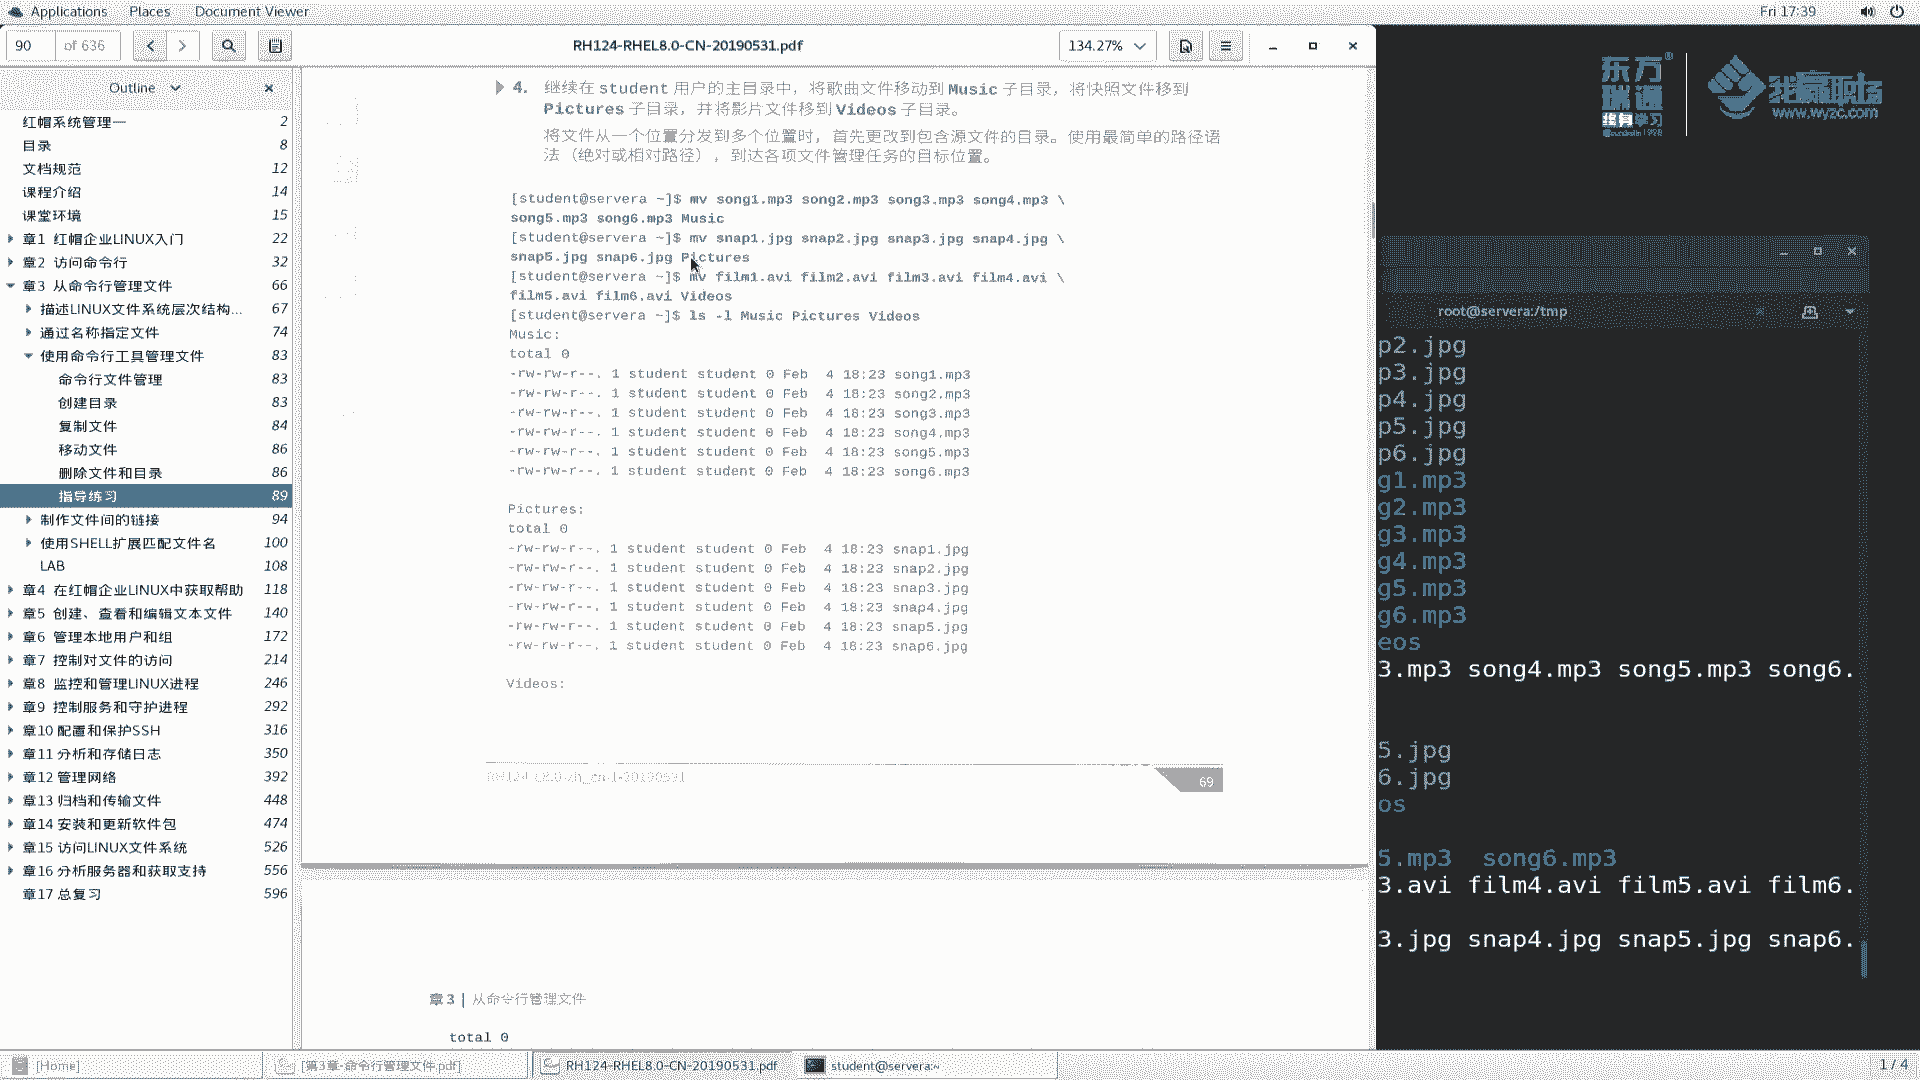 Applications Places Document Viewer Fri 17:39
90 of 636 RH124-RHEL8.0-CN-20190531.pdf 134.27%
Outline
红帽系统管理一 2
目录 8
文档规范 12
课程介绍 14
课堂环境 15
章1 红帽企业LINUX入门 22
章2 访问命令行 32
章3 从命令行管理文件 66
描述LINUX文件系统层次结构... 67
通过名称指定文件 74
使用命令行工具管理文件 83
命令行文件管理 83
创建目录 83
复制文件 84
移动文件 86
删除文件和目录 86
指导练习 89
制作文件间的链接 94
使用SHELL扩展匹配文件名 100
LAB 108
章4 在红帽企业LINUX中获取帮助 118
章5 创建、查看和编辑文本文件 140
章6 管理本地用户和组 172
章7 控制对文件的访问 214
章8 监控和管理LINUX进程 246
章9 控制服务和守护进程 292
章10 配置和保护SSH 316
章11 分析和存储日志 350
章12 管理网络 392
章13 归档和传输文件 448
章14 安装和更新软件包 474
章15 访问LINUX文件系统 526
章16 分析服务器和获取支持 556
章17 总复习 596
4. 继续在 student 用户的主目录中，将歌曲文件移动到 Music 子目录，将快照文件移到
Pictures 子目录，并将影片文件移到 Videos 子目录。
将文件从一个位置分发到多个位置时，首先更改到包含源文件的目录。使用最简单的路径语
法（绝对或相对路径），到达各项文件管理任务的目标位置。
[student@servera ~]$ mv song1.mp3 song2.mp3 song3.mp3 song4.mp3 \
song5.mp3 song6.mp3 Music
[student@servera ~]$ mv snap1.jpg snap2.jpg snap3.jpg snap4.jpg \
snap5.jpg snap6.jpg Pictures
[student@servera ~]$ mv film1.avi film2.avi film3.avi film4.avi \
film5.avi film6.avi Videos
[student@servera ~]$ ls -l Music Pictures Videos
Music:
total 0
-rw-rw-r--. 1 student student 0 Feb 4 18:23 song1.mp3
-rw-rw-r--. 1 student student 0 Feb 4 18:23 song2.mp3
-rw-rw-r--. 1 student student 0 Feb 4 18:23 song3.mp3
-rw-rw-r--. 1 student student 0 Feb 4 18:23 song4.mp3
-rw-rw-r--. 1 student student 0 Feb 4 18:23 song5.mp3
-rw-rw-r--. 1 student student 0 Feb 4 18:23 song6.mp3
Pictures:
total 0
-rw-rw-r--. 1 student student 0 Feb 4 18:23 snap1.jpg
-rw-rw-r--. 1 student student 0 Feb 4 18:23 snap2.jpg
-rw-rw-r--. 1 student student 0 Feb 4 18:23 snap3.jpg
-rw-rw-r--. 1 student student 0 Feb 4 18:23 snap4.jpg
-rw-rw-r--. 1 student student 0 Feb 4 18:23 snap5.jpg
-rw-rw-r--. 1 student student 0 Feb 4 18:23 snap6.jpg
Videos:
RH124-RHEL8.0-zh_cn-1-20190531 69
章 3 | 从命令行管理文件
total 0
东方
瑞通
终身学习
我赢职场
www.wyzc.com
root@servera:/tmp
p2.jpg
p3.jpg
p4.jpg
p5.jpg
p6.jpg
g1.mp3
g2.mp3
g3.mp3
g4.mp3
g5.mp3
g6.mp3
eos
3.mp3 song4.mp3 song5.mp3 song6.
5.jpg
6.jpg
os
5.mp3 song6.mp3
3.avi film4.avi film5.avi film6.
3.jpg snap4.jpg snap5.jpg snap6.
[Home] [第3章-命令行管理文件.pdf] RH124-RHEL8.0-CN-20190531.pdf student@servera:~ 1 / 4